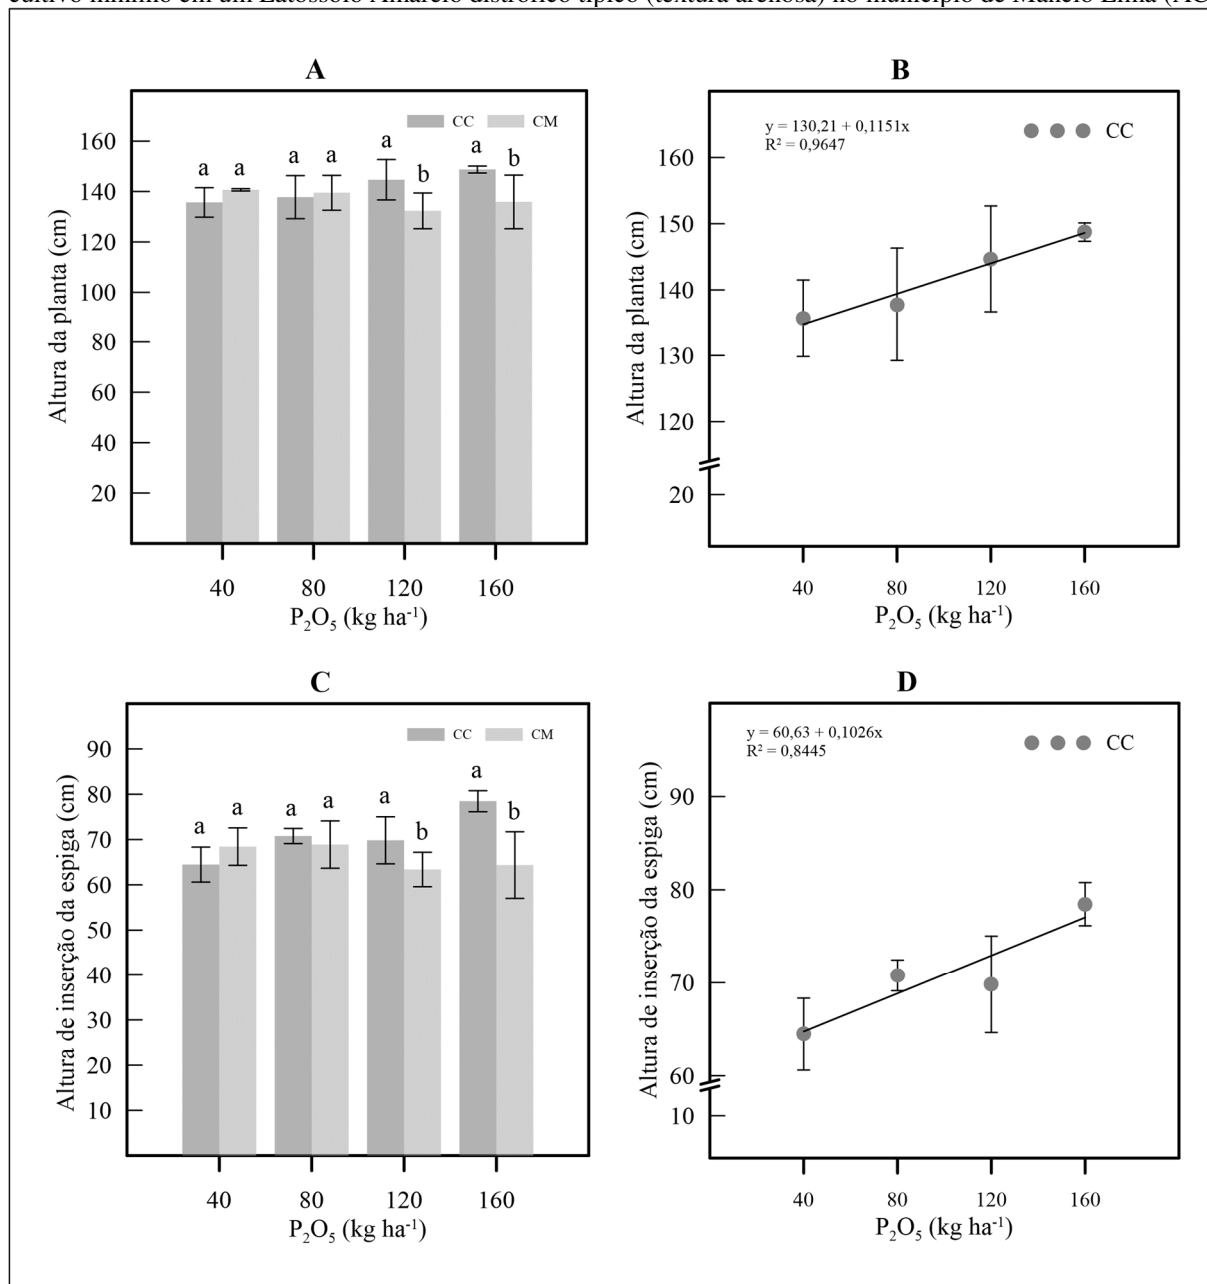 cultivo mínimo em um Latossolo Amarelo distrófico típico (textura arenosa) no município de Mâncio Lima (AC
A
CC CM
160
140
120
100
80
60
40
20
a a a a a b a b
Altura da planta (cm)
40 80 120 160
P₂O₅ (kg ha⁻¹)
B
y = 130,21 + 0,1151x
R² = 0,9647
CC
160
150
140
130
120
20
Altura da planta (cm)
40 80 120 160
P₂O₅ (kg ha⁻¹)
C
CC CM
90
80
70
60
50
40
30
20
10
a a a a a b a b
Altura de inserção da espiga (cm)
40 80 120 160
P₂O₅ (kg ha⁻¹)
D
y = 60,63 + 0,1026x
R² = 0,8445
CC
90
80
70
60
10
Altura de inserção da espiga (cm)
40 80 120 160
P₂O₅ (kg ha⁻¹)